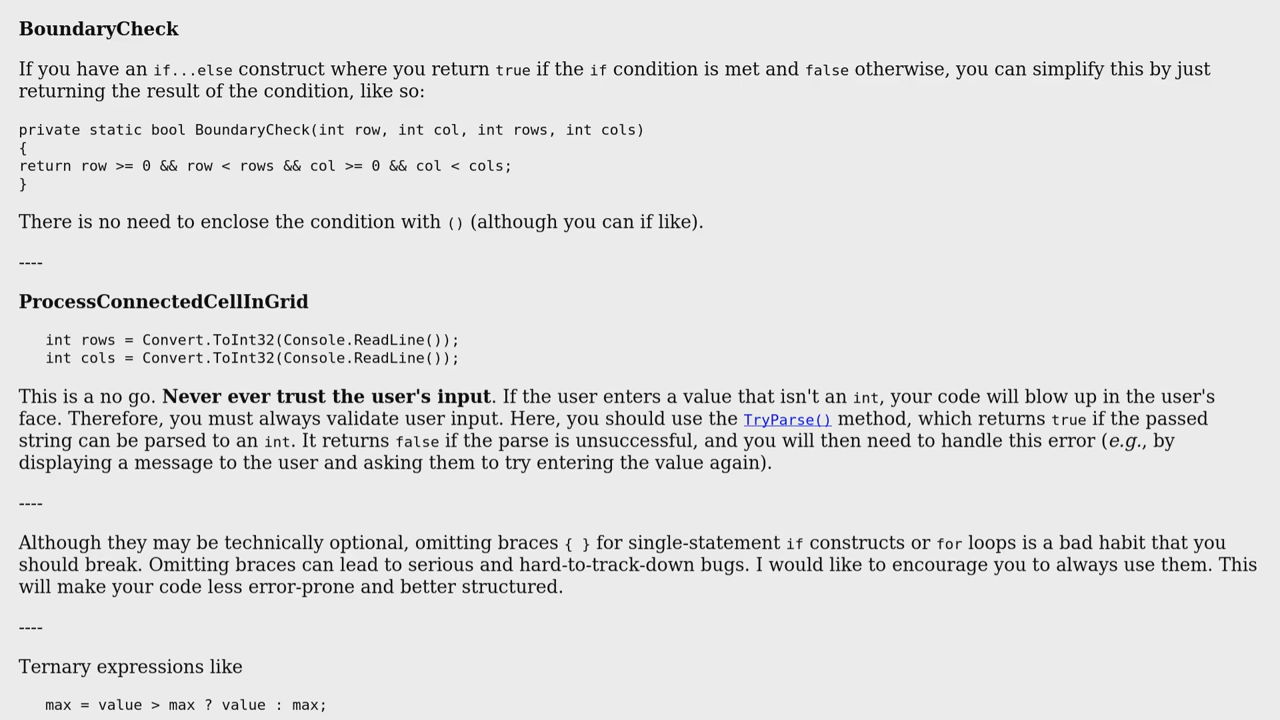 BoundaryCheck
If you have an if...else construct where you return true if the if condition is met and false otherwise, you can simplify this by just
returning the result of the condition, like so:
private static bool BoundaryCheck(int row, int col, int rows, int cols)
{
return row >= 0 && row < rows && col >= 0 && col < cols;
}
There is no need to enclose the condition with () (although you can if like).
----
ProcessConnectedCellInGrid
int rows = Convert.ToInt32(Console.ReadLine());
int cols = Convert.ToInt32(Console.ReadLine());
This is a no go. Never ever trust the user's input. If the user enters a value that isn't an int, your code will blow up in the user's
face. Therefore, you must always validate user input. Here, you should use the TryParse() method, which returns true if the passed
string can be parsed to an int. It returns false if the parse is unsuccessful, and you will then need to handle this error (e.g., by
displaying a message to the user and asking them to try entering the value again).
----
Although they may be technically optional, omitting braces { } for single-statement if constructs or for loops is a bad habit that you
should break. Omitting braces can lead to serious and hard-to-track-down bugs. I would like to encourage you to always use them. This
will make your code less error-prone and better structured.
----
Ternary expressions like
max = value > max ? value : max;